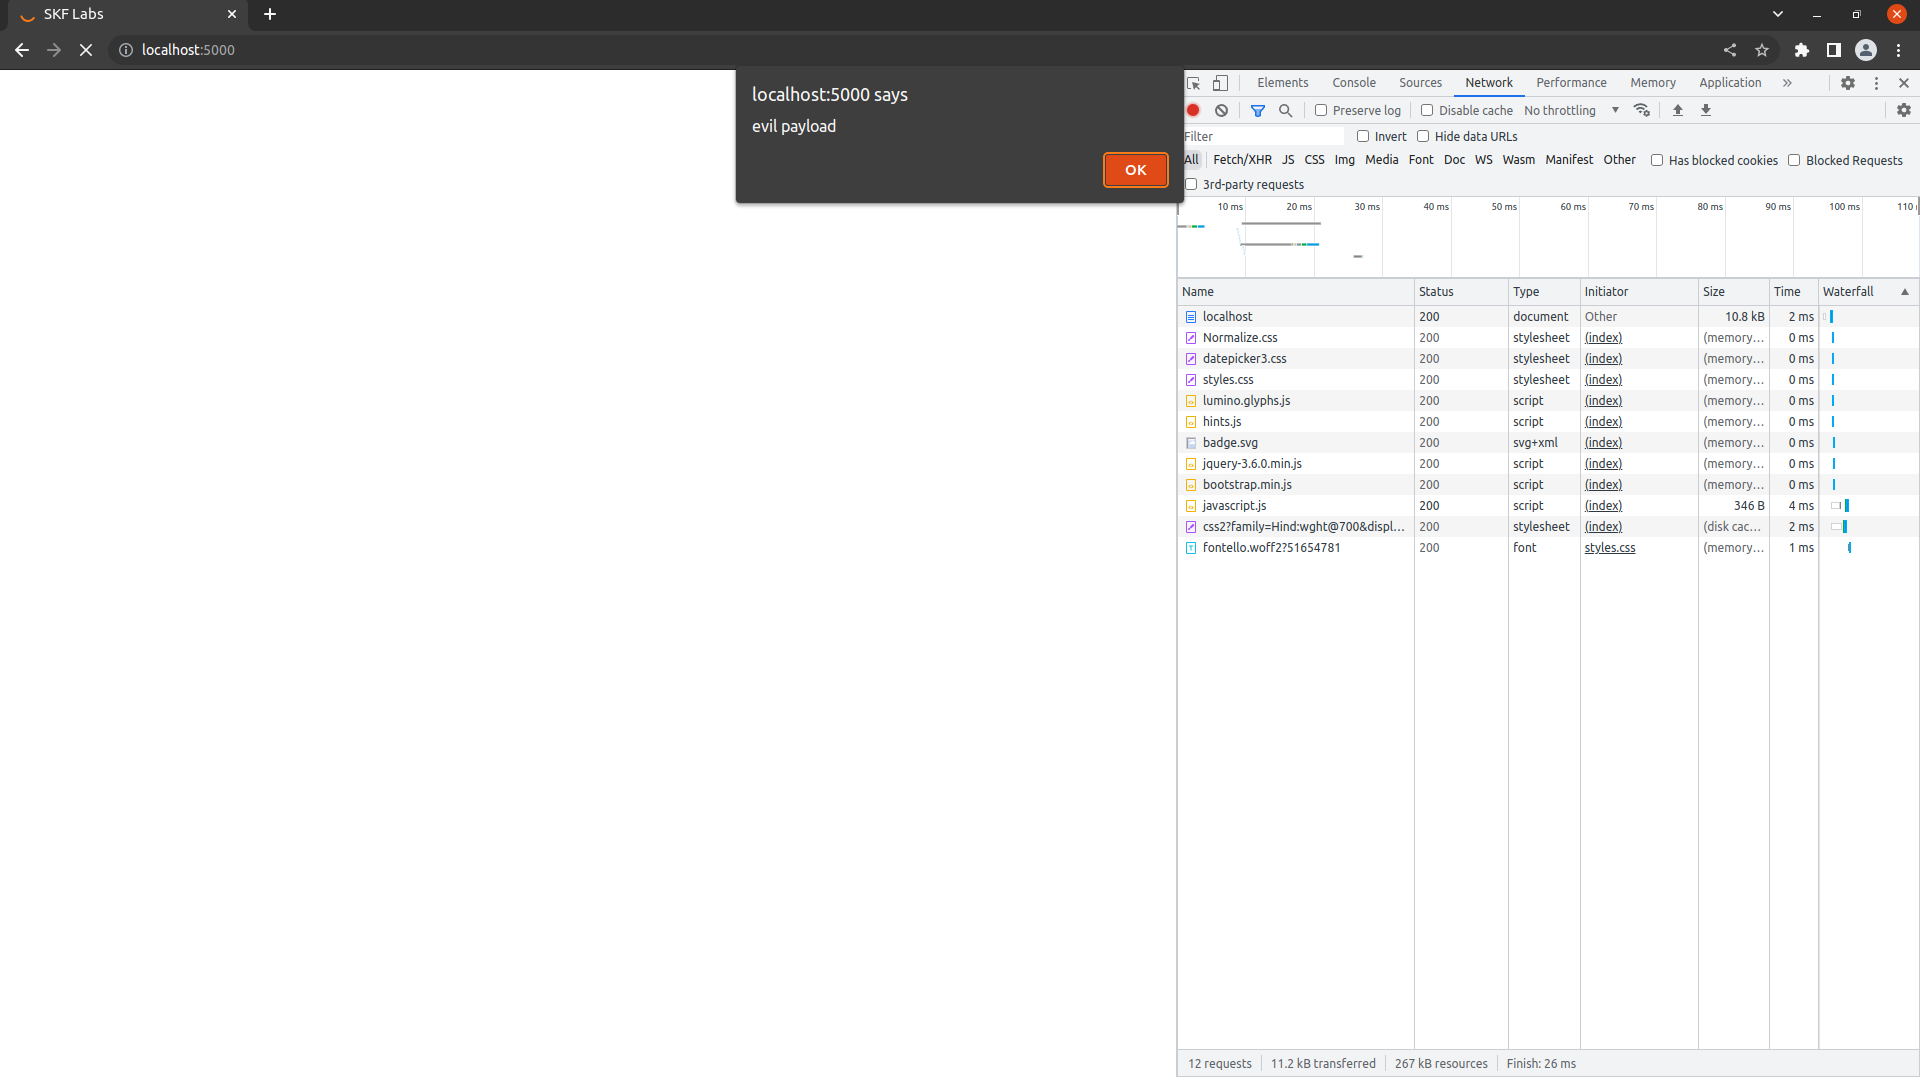 SKF Labs
localhost:5000
localhost:5000 says
evil payload
OK
Elements Console Sources Network Performance Memory Application
Preserve log Disable cache No throttling
Filter Invert Hide data URLs
All Fetch/XHR JS CSS Img Media Font Doc WS Wasm Manifest Other Has blocked cookies Blocked Requests
3rd-party requests
10 ms 20 ms 30 ms 40 ms 50 ms 60 ms 70 ms 80 ms 90 ms 100 ms 110
Name Status Type Initiator Size Time Waterfall
localhost 200 document Other 10.8 kB 2 ms
Normalize.css 200 stylesheet (index) (memory… 0 ms
datepicker3.css 200 stylesheet (index) (memory… 0 ms
styles.css 200 stylesheet (index) (memory… 0 ms
lumino.glyphs.js 200 script (index) (memory… 0 ms
hints.js 200 script (index) (memory… 0 ms
badge.svg 200 svg+xml (index) (memory… 0 ms
jquery-3.6.0.min.js 200 script (index) (memory… 0 ms
bootstrap.min.js 200 script (index) (memory… 0 ms
javascript.js 200 script (index) 346 B 4 ms
css2?family=Hind:wght@700&displ… 200 stylesheet (index) (disk cac… 2 ms
fontello.woff2?51654781 200 font styles.css (memory… 1 ms
12 requests 11.2 kB transferred 267 kB resources Finish: 26 ms